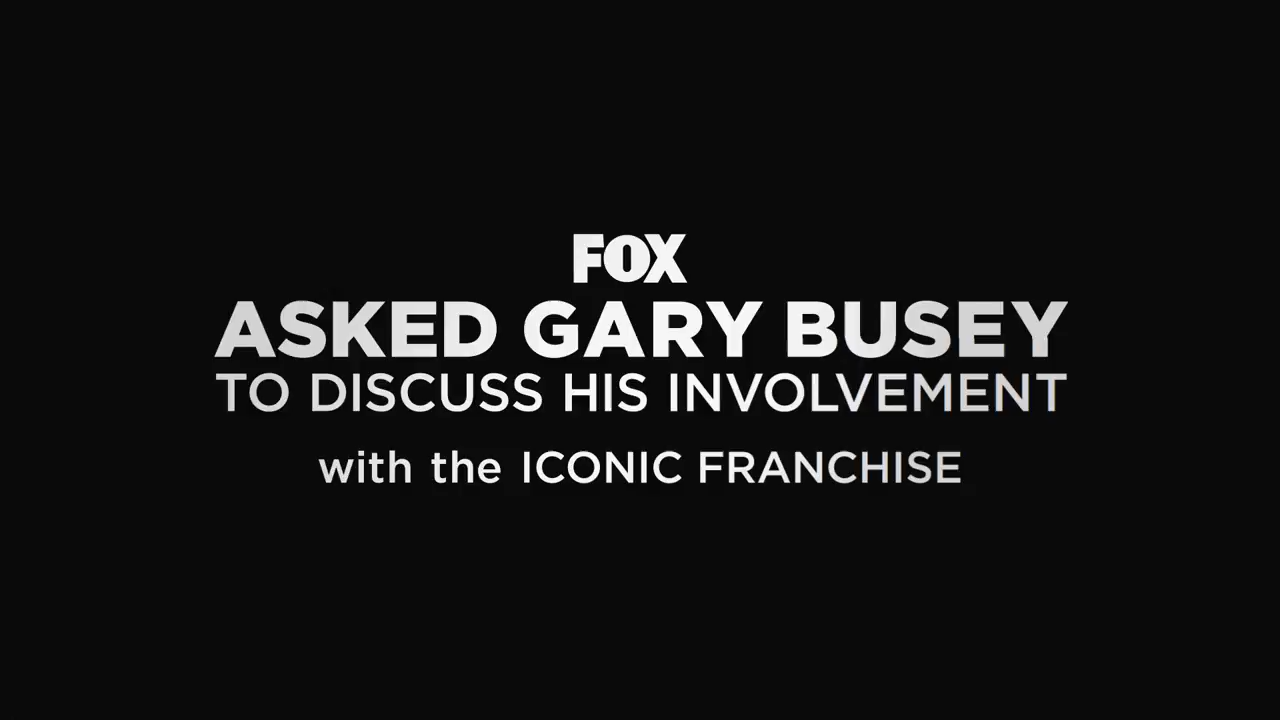 FOX
ASKED GARY BUSEY
TO DISCUSS HIS INVOLVEMENT
with the ICONIC FRANCHISE